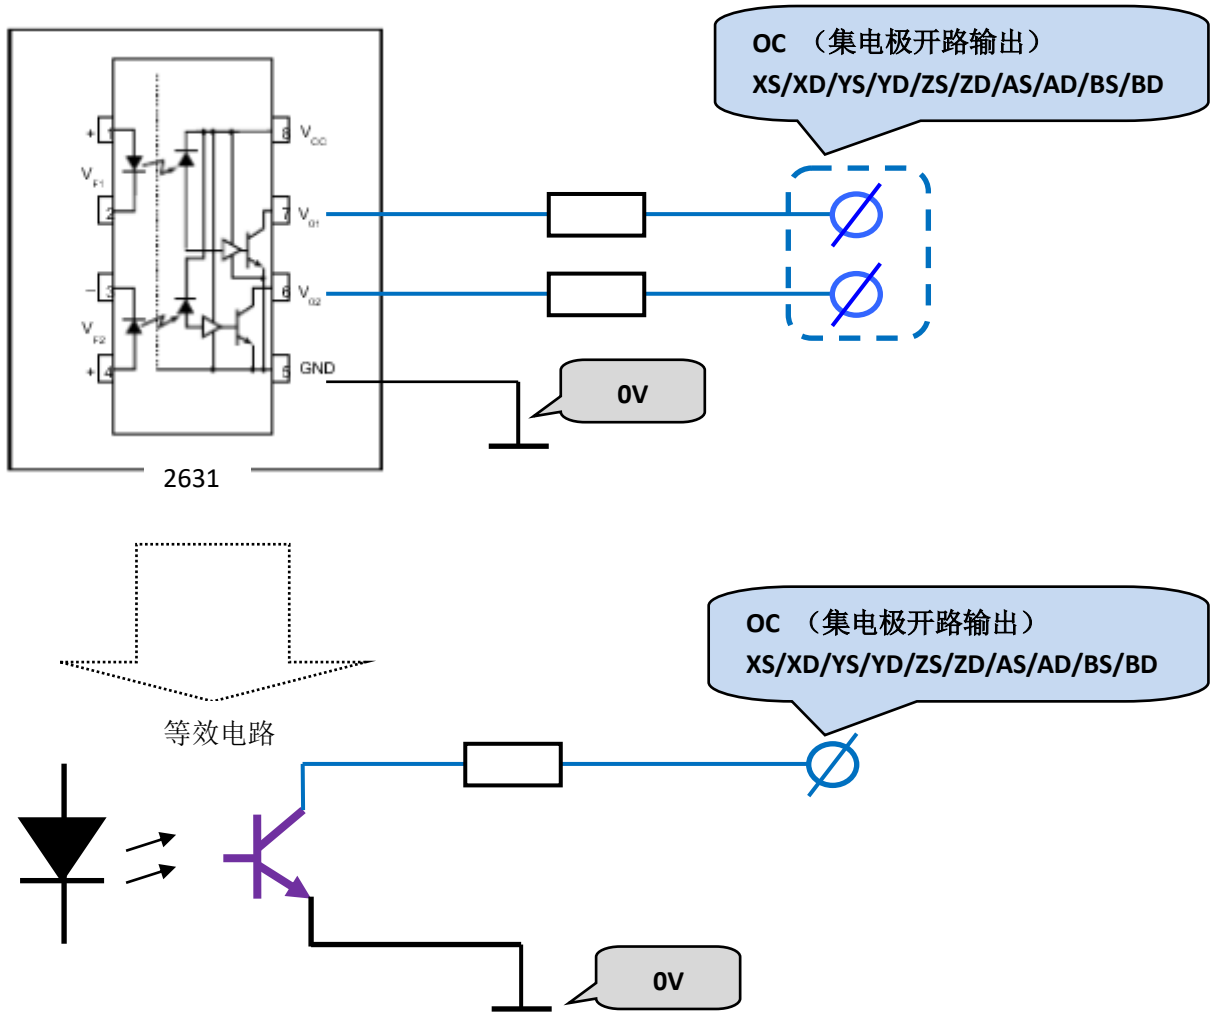 OC （集电极开路输出）
XS/XD/YS/YD/ZS/ZD/AS/AD/BS/BD
+ 1
8 VCC
VF1
2
7 VO1
− 3
6 VO2
VF2
+ 4
5 GND
0V
2631
OC （集电极开路输出）
XS/XD/YS/YD/ZS/ZD/AS/AD/BS/BD
等效电路
0V